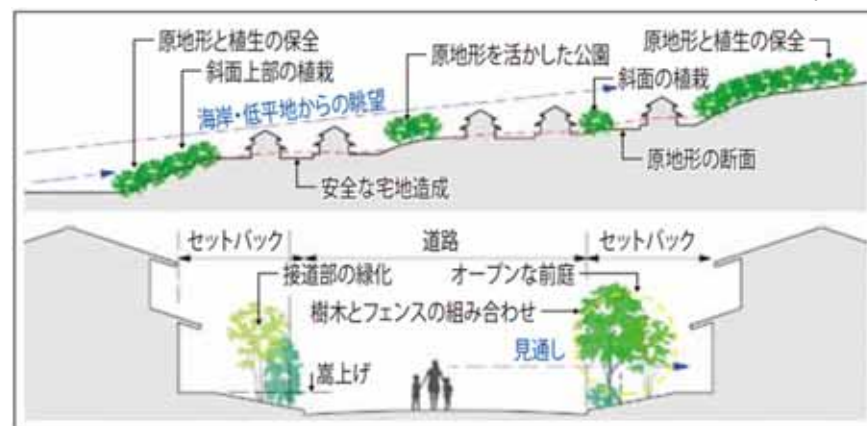 原地形と植生の保全
斜面上部の植栽
海岸・低平地からの眺望
原地形を活かした公園
原地形と植生の保全
斜面の植栽
原地形の断面
安全な宅地造成
セットバック
道路
セットバック
接道部の緑化
オープンな前庭
樹木とフェンスの組み合わせ
見通し
嵩上げ